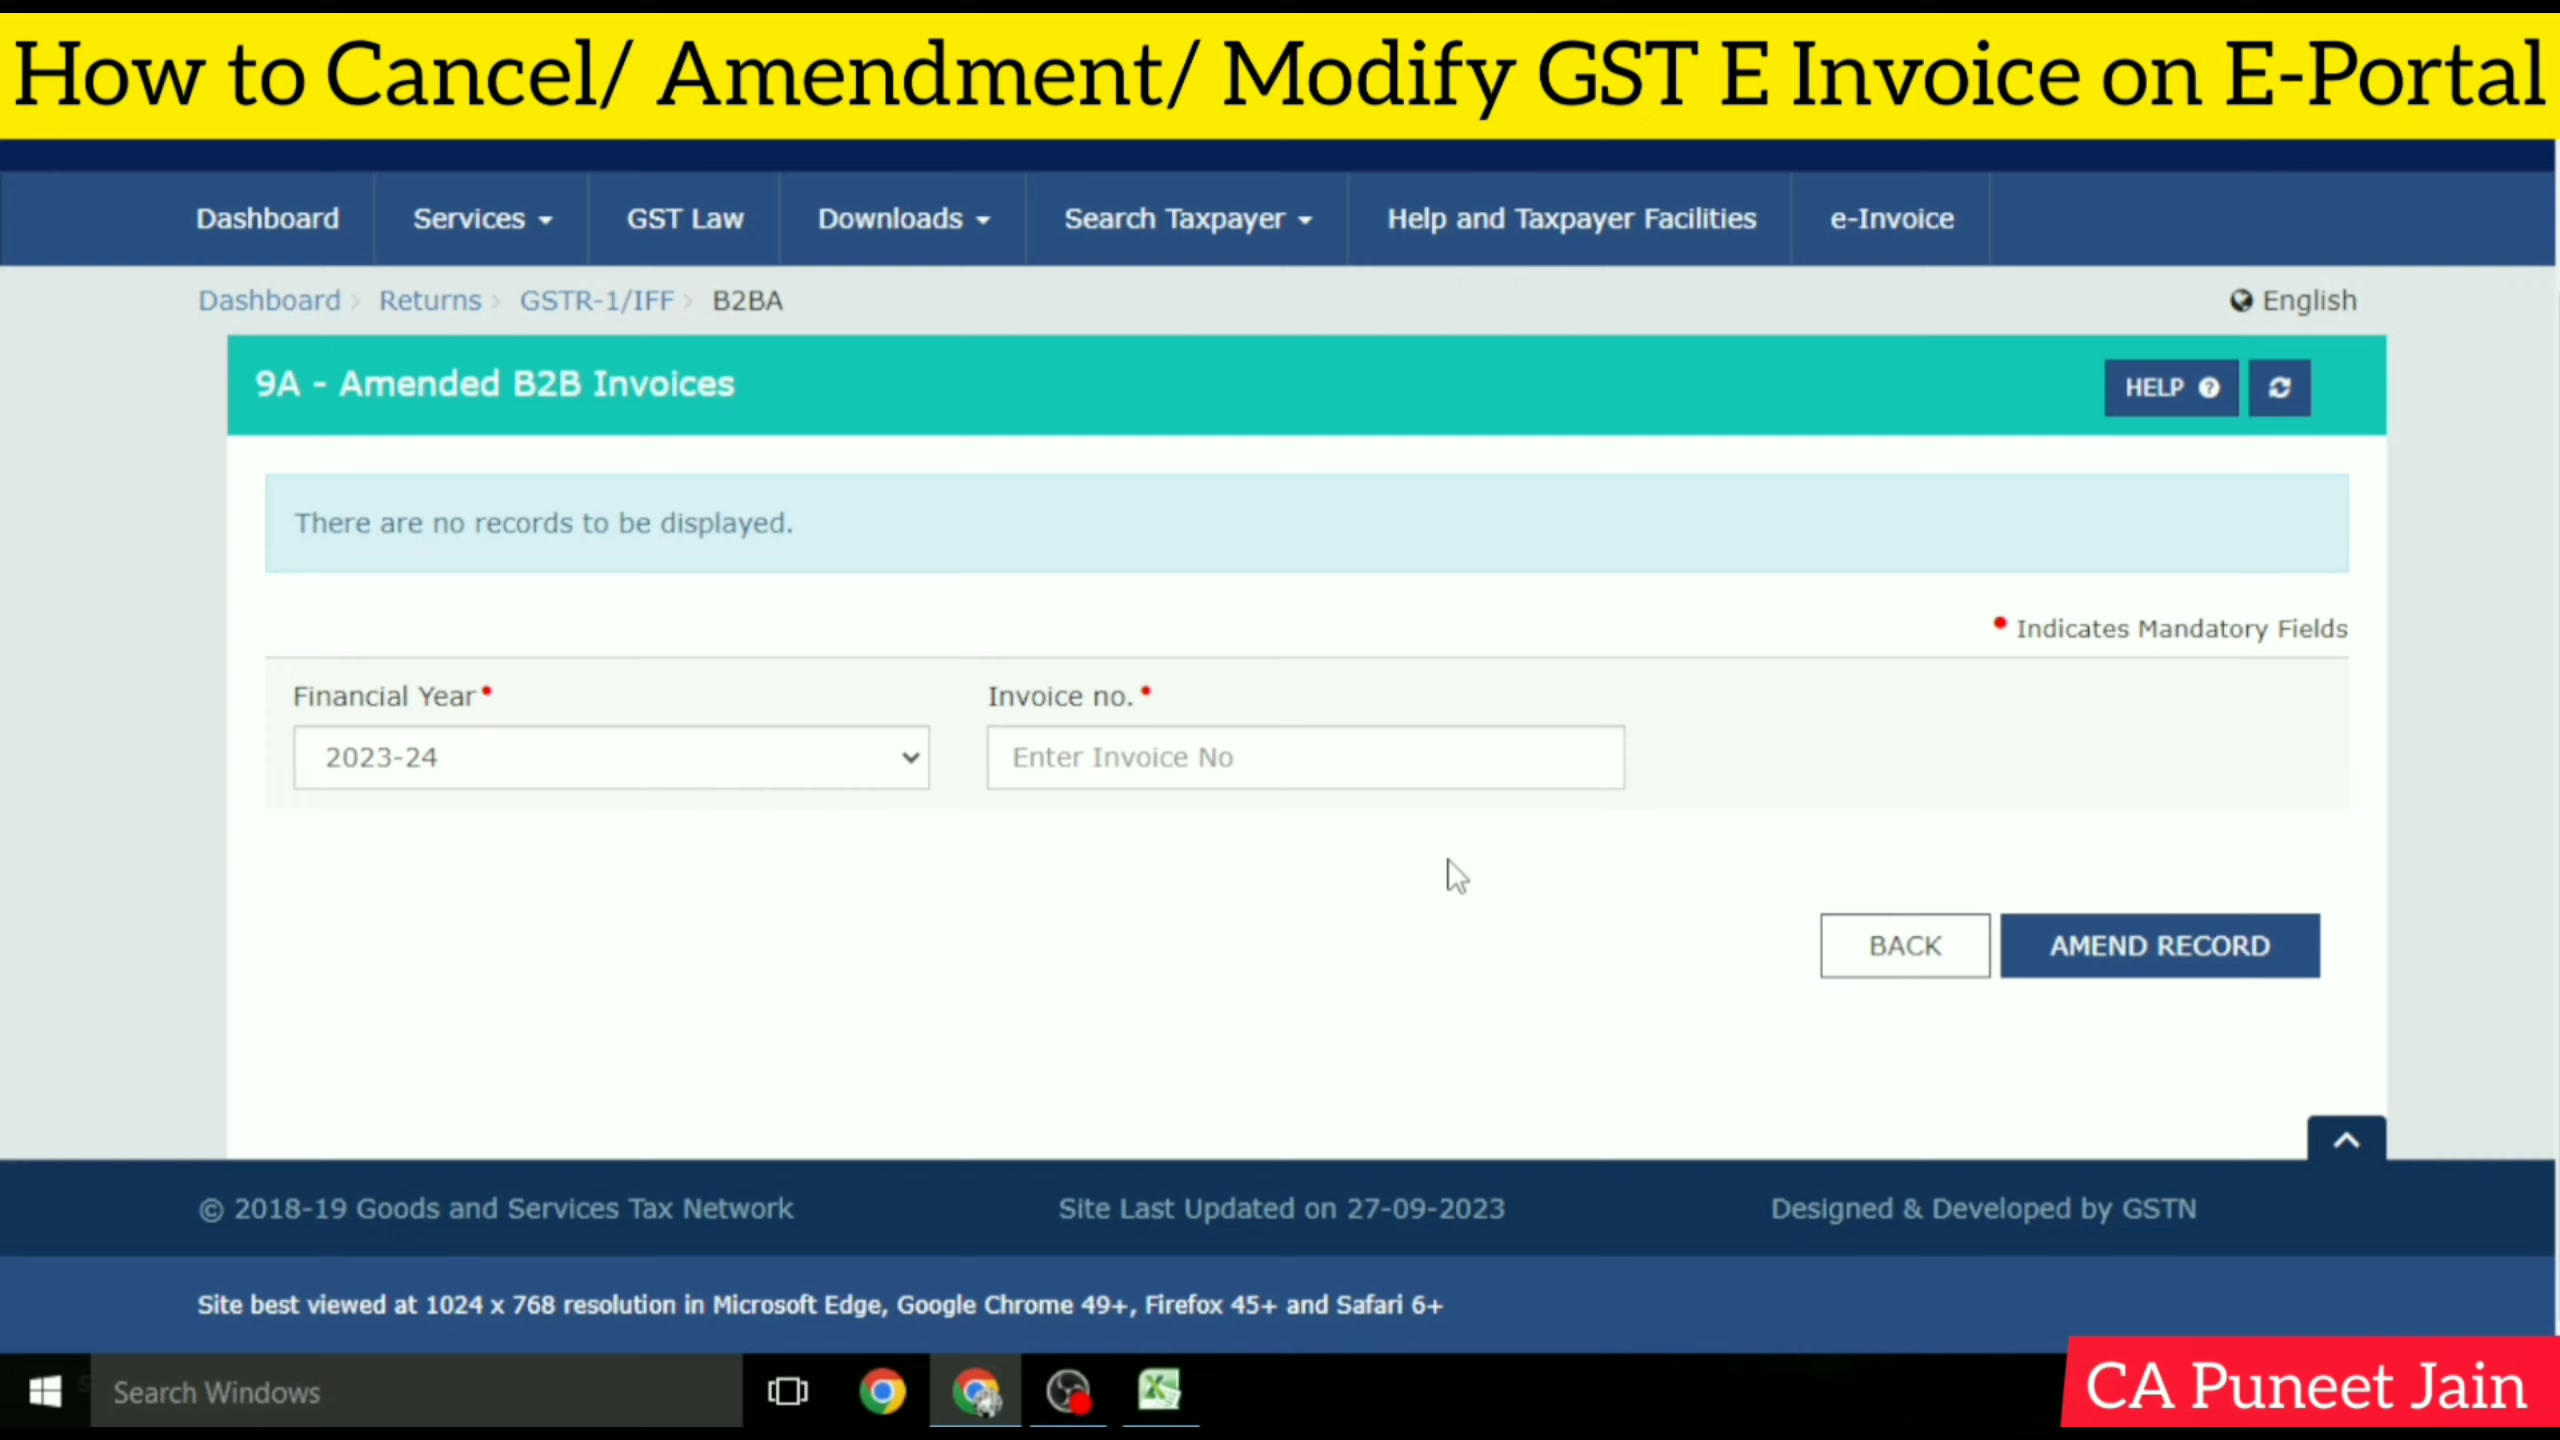 How to Cancel/ Amendment/ Modify GST E Invoice on E-Portal
Dashboard Services GST Law Downloads Search Taxpayer Help and Taxpayer Facilities e-Invoice
Dashboard Returns GSTR-1/IFF B2BA English
9A - Amended B2B Invoices HELP
There are no records to be displayed.
Indicates Mandatory Fields
Financial Year Invoice no.
2023-24 Enter Invoice No
BACK AMEND RECORD
© 2018-19 Goods and Services Tax Network Site Last Updated on 27-09-2023 Designed & Developed by GSTN
Site best viewed at 1024 x 768 resolution in Microsoft Edge, Google Chrome 49+, Firefox 45+ and Safari 6+
Search Windows
CA Puneet Jain